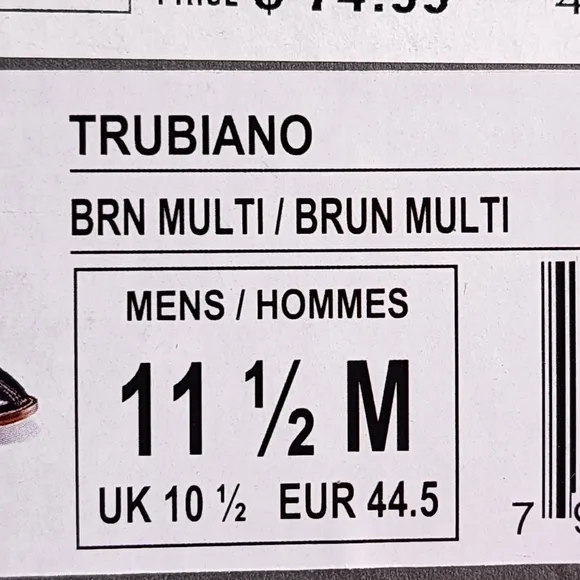 TRUBIANO
BRN MULTI / BRUN MULTI
MENS / HOMMES
11 ½ M
UK 10 ½ EUR 44.5
7